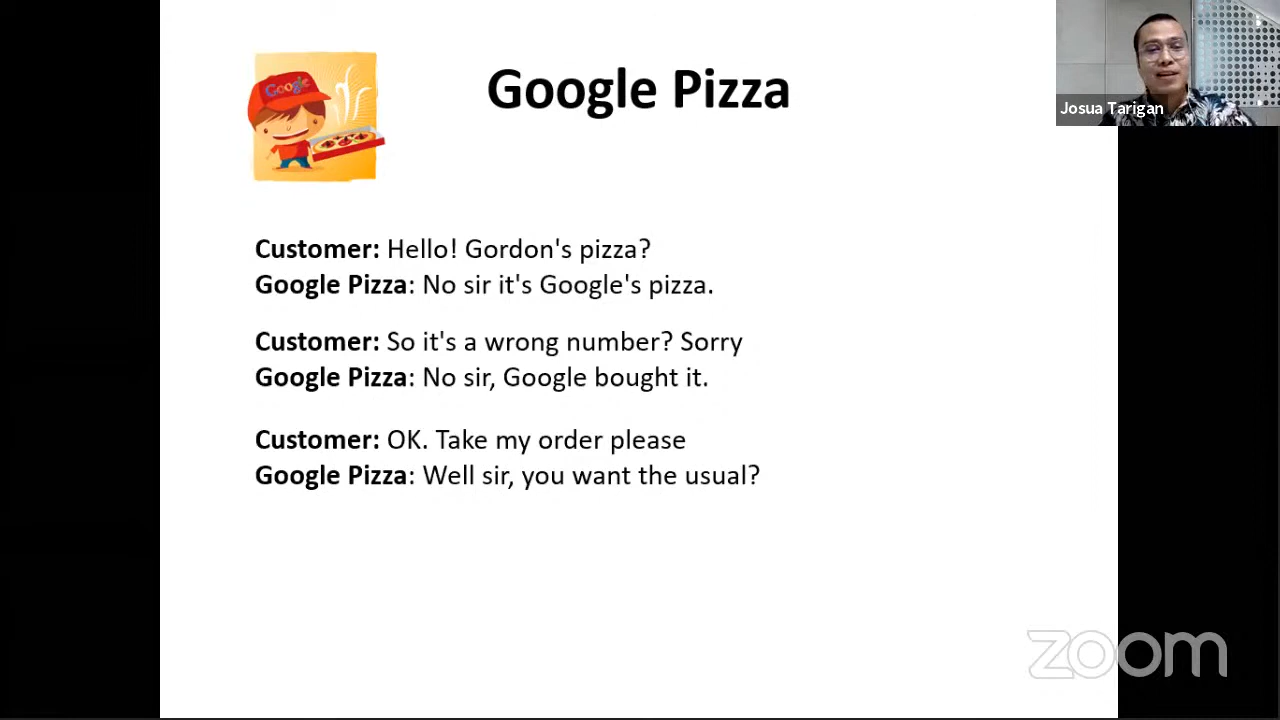 Google Pizza
Google
Josua Tarigan
Customer: Hello! Gordon's pizza?
Google Pizza: No sir it's Google's pizza.
Customer: So it's a wrong number? Sorry
Google Pizza: No sir, Google bought it.
Customer: OK. Take my order please
Google Pizza: Well sir, you want the usual?
zoom